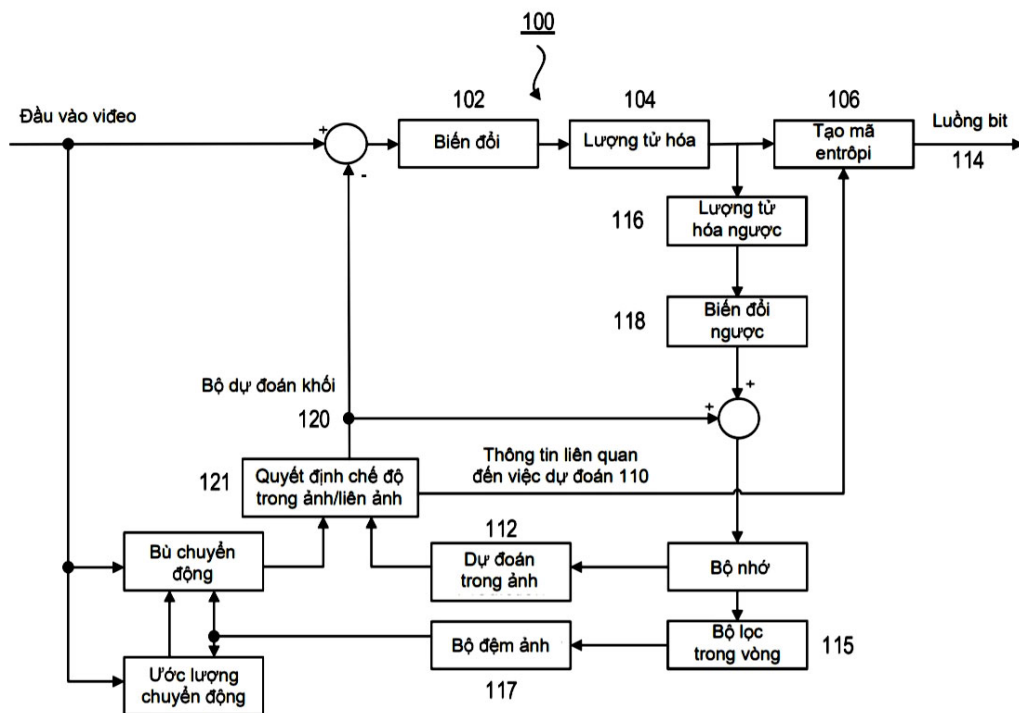 100
102
104
106
Đầu vào viđeo
+
-
Biến đổi
Lượng tử hóa
Tạo mã
entrôpi
Luồng bit
114
116
Lượng tử
hóa ngược
118
Biến đổi
ngược
Bộ dự đoán khối
120
+
+
121
Quyết định chế độ
trong ảnh/liên ảnh
Thông tin liên quan
đến việc dự đoán 110
112
Bù chuyển
động
Dự đoán
trong ảnh
Bộ nhớ
Ước lượng
chuyển động
Bộ đệm ảnh
117
Bộ lọc
trong vòng
115